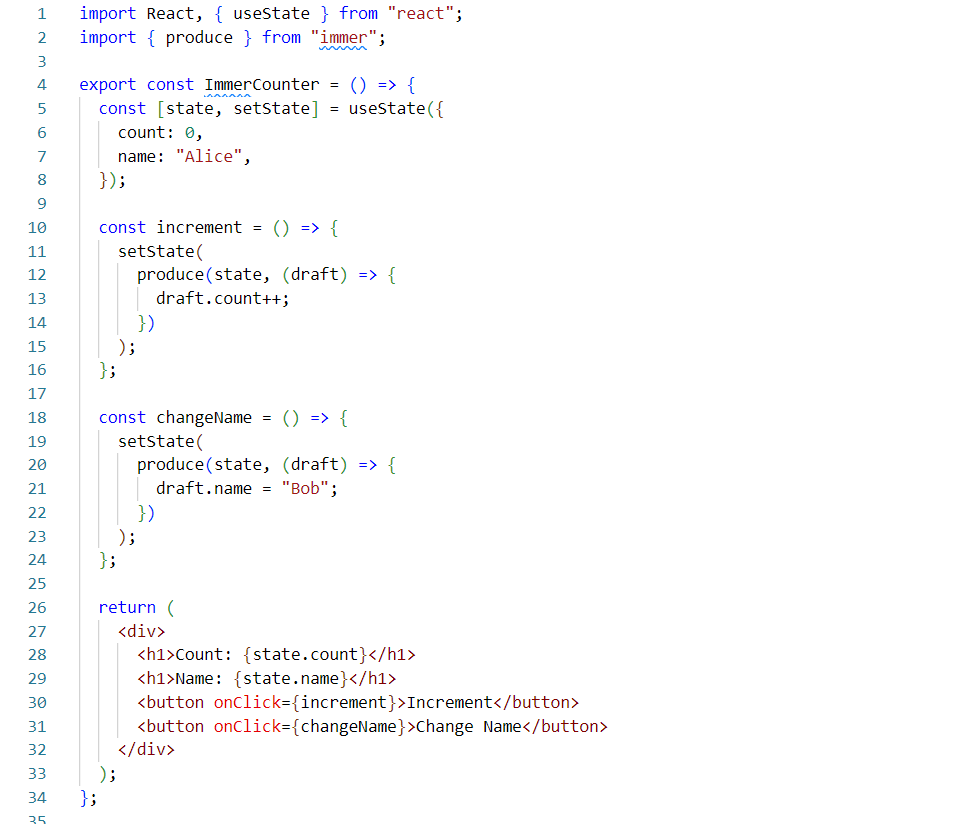 1 import React, { useState } from "react";
2 import { produce } from "immer";
3
4 export const ImmerCounter = () => {
5   const [state, setState] = useState({
6     count: 0,
7     name: "Alice",
8   });
9
10   const increment = () => {
11     setState(
12       produce(state, (draft) => {
13         draft.count++;
14       })
15     );
16   };
17
18   const changeName = () => {
19     setState(
20       produce(state, (draft) => {
21         draft.name = "Bob";
22       })
23     );
24   };
25
26   return (
27     <div>
28       <h1>Count: {state.count}</h1>
29       <h1>Name: {state.name}</h1>
30       <button onClick={increment}>Increment</button>
31       <button onClick={changeName}>Change Name</button>
32     </div>
33   );
34 };
35